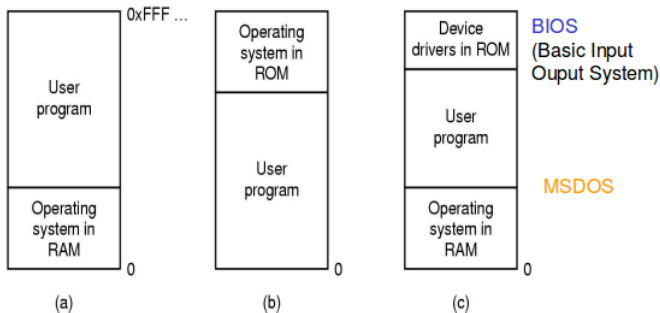 0xFFF ...
User
program
Operating
system in
RAM
0
(a)
Operating
system in
ROM
User
program
0
(b)
Device
drivers in ROM
User
program
Operating
system in
RAM
0
(c)
BIOS
(Basic Input
Ouput System)
MSDOS